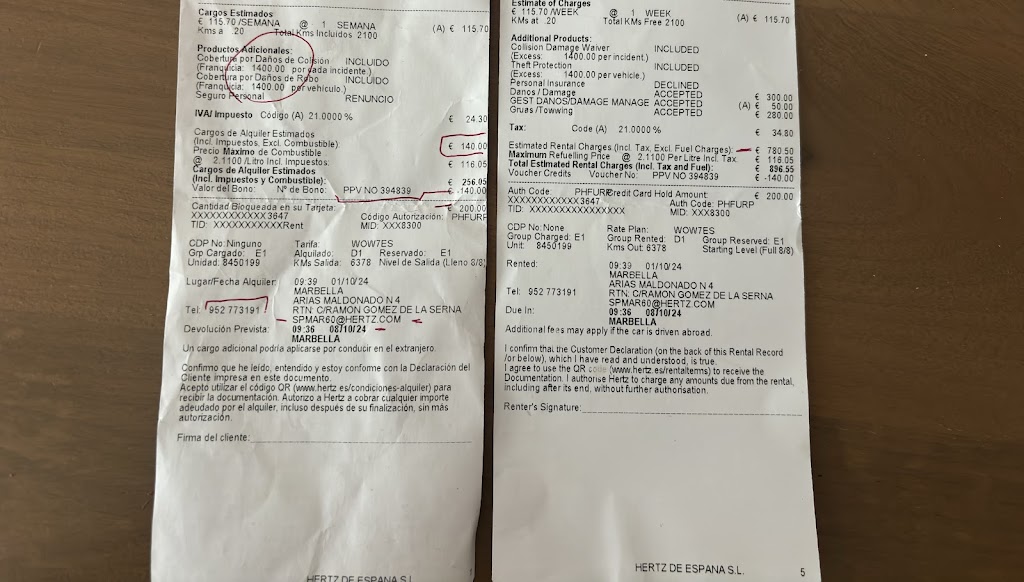 Cargos Estimados
€ 115.70 /SEMANA @ 1 SEMANA (A) € 115.70
Kms a .20 Total Kms Incluidos 2100
Productos Adicionales:
Cobertura por Daños de Colisión INCLUIDO
(Franquicia: 1400.00 por cada incidente.)
Cobertura por Daños de Robo INCLUIDO
(Franquicia: 1400.00 por vahiculo.)
Seguro Personal RENUNCIO
IVA/ Impuesto Código (A) 21.0000 % € 24.30
Cargos de Alquiler Estimados
(Incl. Impuestos, Excl. Combustible): € 140.00
Precio Máximo de Combustible
@ 2.1100 /Litro Incl. Impuestos: € 116.05
Cargos de Alquiler Estimados
(Incl. Impuestos y Combustible): € 256.05
Valor del Bono: Nº de Bono: PPV NO 394839 € -140.00
Cantidad Bloqueada en su Tarjeta: € 200.00
XXXXXXXXXXXX3647 Código Autorización: PHFURP
TID: XXXXXXXXXXXRent MID: XXX8300
CDP No: Ninguno Tarifa: WOW7ES
Grp Cargado: E1 Alquilado: D1 Reservado: E1
Unidad: 8450199 KMs Salida: 6378 Nivel de Salida (Lleno 8/8)
Lugar/Fecha Alquiler: 09:39 01/10/24
MARBELLA
ARIAS MALDONADO N 4
Tel: 952 773191 RTN: C/RAMON GOMEZ DE LA SERNA
SPMAR60@HERTZ.COM
Devolución Prevista: 09:36 08/10/24
MARBELLA
Un cargo adicional podría aplicarse por conducir en el extranjero.
Confirmo que he leído, entendido y estoy conforme con la Declaración del
Cliente impresa en este documento.
Acepto utilizar el código QR (www.hertz.es/condiciones-alquiler) para
recibir la documentación. Autorizo a Hertz a cobrar cualquier importe
adeudado por el alquiler, incluso después de su finalización, sin más
autorización.
Firma del cliente:
HERTZ DE ESPANA S.L.
Estimate of Charges
€ 115.70 /WEEK @ 1 WEEK (A) € 115.70
KMs at .20 Total KMs Free 2100
Additional Products:
Collision Damage Waiver INCLUDED
(Excess: 1400.00 per incident.)
Theft Protection INCLUDED
(Excess: 1400.00 per vehicle.)
Personal Insurance DECLINED
Danos / Damage ACCEPTED € 300.00
GEST DANOS/DAMAGE MANAGE ACCEPTED (A) € 50.00
Gruas /Towwing ACCEPTED € 280.00
Tax: Code (A) 21.0000 % € 34.80
Estimated Rental Charges (Incl. Tax, Excl. Fuel Charges): € 780.50
Maximum Refuelling Price @ 2.1100 Per Litre Incl. Tax. € 116.05
Total Estimated Rental Charges (Incl. Tax and Fuel): € 896.55
Voucher Credits Voucher No: PPV NO 394839 € -140.00
Auth Code: PHFURP Credit Card Hold Amount: € 200.00
XXXXXXXXXXXX3647 Auth Code: PHFURP
TID: XXXXXXXXXXXXXXXX MID: XXX8300
CDP No:None Rate Plan: WOW7ES
Group Charged: E1 Group Rented: D1 Group Reserved: E1
Unit: 8450199 Kms Out: 6378 Starting Level (Full 8/8)
Rented: 09:39 01/10/24
MARBELLA
ARIAS MALDONADO N 4
Tel: 952 773191 RTN: C/RAMON GOMEZ DE LA SERNA
SPMAR60@HERTZ.COM
Due In: 09:36 08/10/24
MARBELLA
Additional fees may apply if the car is driven abroad.
I confirm that the Customer Declaration (on the back of this Rental Record
/or below), which I have read and understood, is true.
I agree to use the QR code (www.hertz.es/rentalterms) to receive the
Documentation. I authorise Hertz to charge any amounts due from the rental,
including after its end, without further authorisation.
Renter's Signature:
HERTZ DE ESPANA S.L. 5